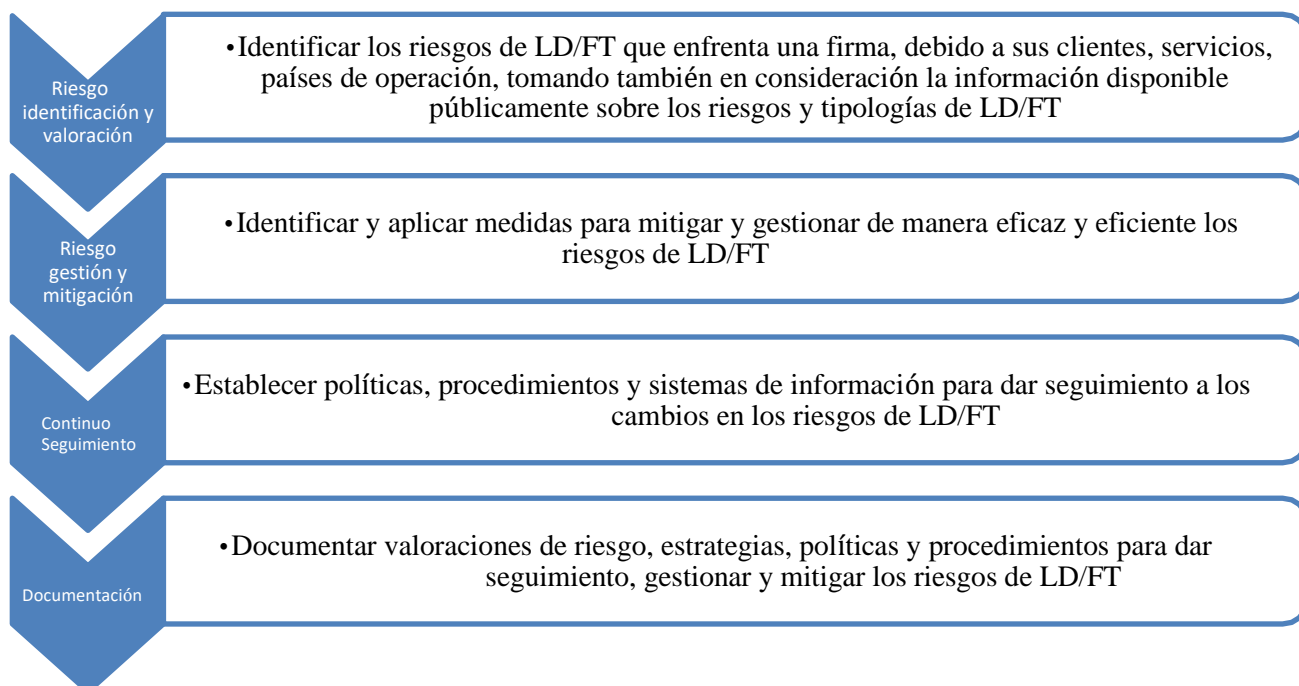 Riesgo
identificación y
valoración
•Identificar los riesgos de LD/FT que enfrenta una firma, debido a sus clientes, servicios,
países de operación, tomando también en consideración la información disponible
públicamente sobre los riesgos y tipologías de LD/FT
Riesgo
gestión y
mitigación
•Identificar y aplicar medidas para mitigar y gestionar de manera eficaz y eficiente los
riesgos de LD/FT
Continuo
Seguimiento
•Establecer políticas, procedimientos y sistemas de información para dar seguimiento a los
cambios en los riesgos de LD/FT
Documentación
•Documentar valoraciones de riesgo, estrategias, políticas y procedimientos para dar
seguimiento, gestionar y mitigar los riesgos de LD/FT